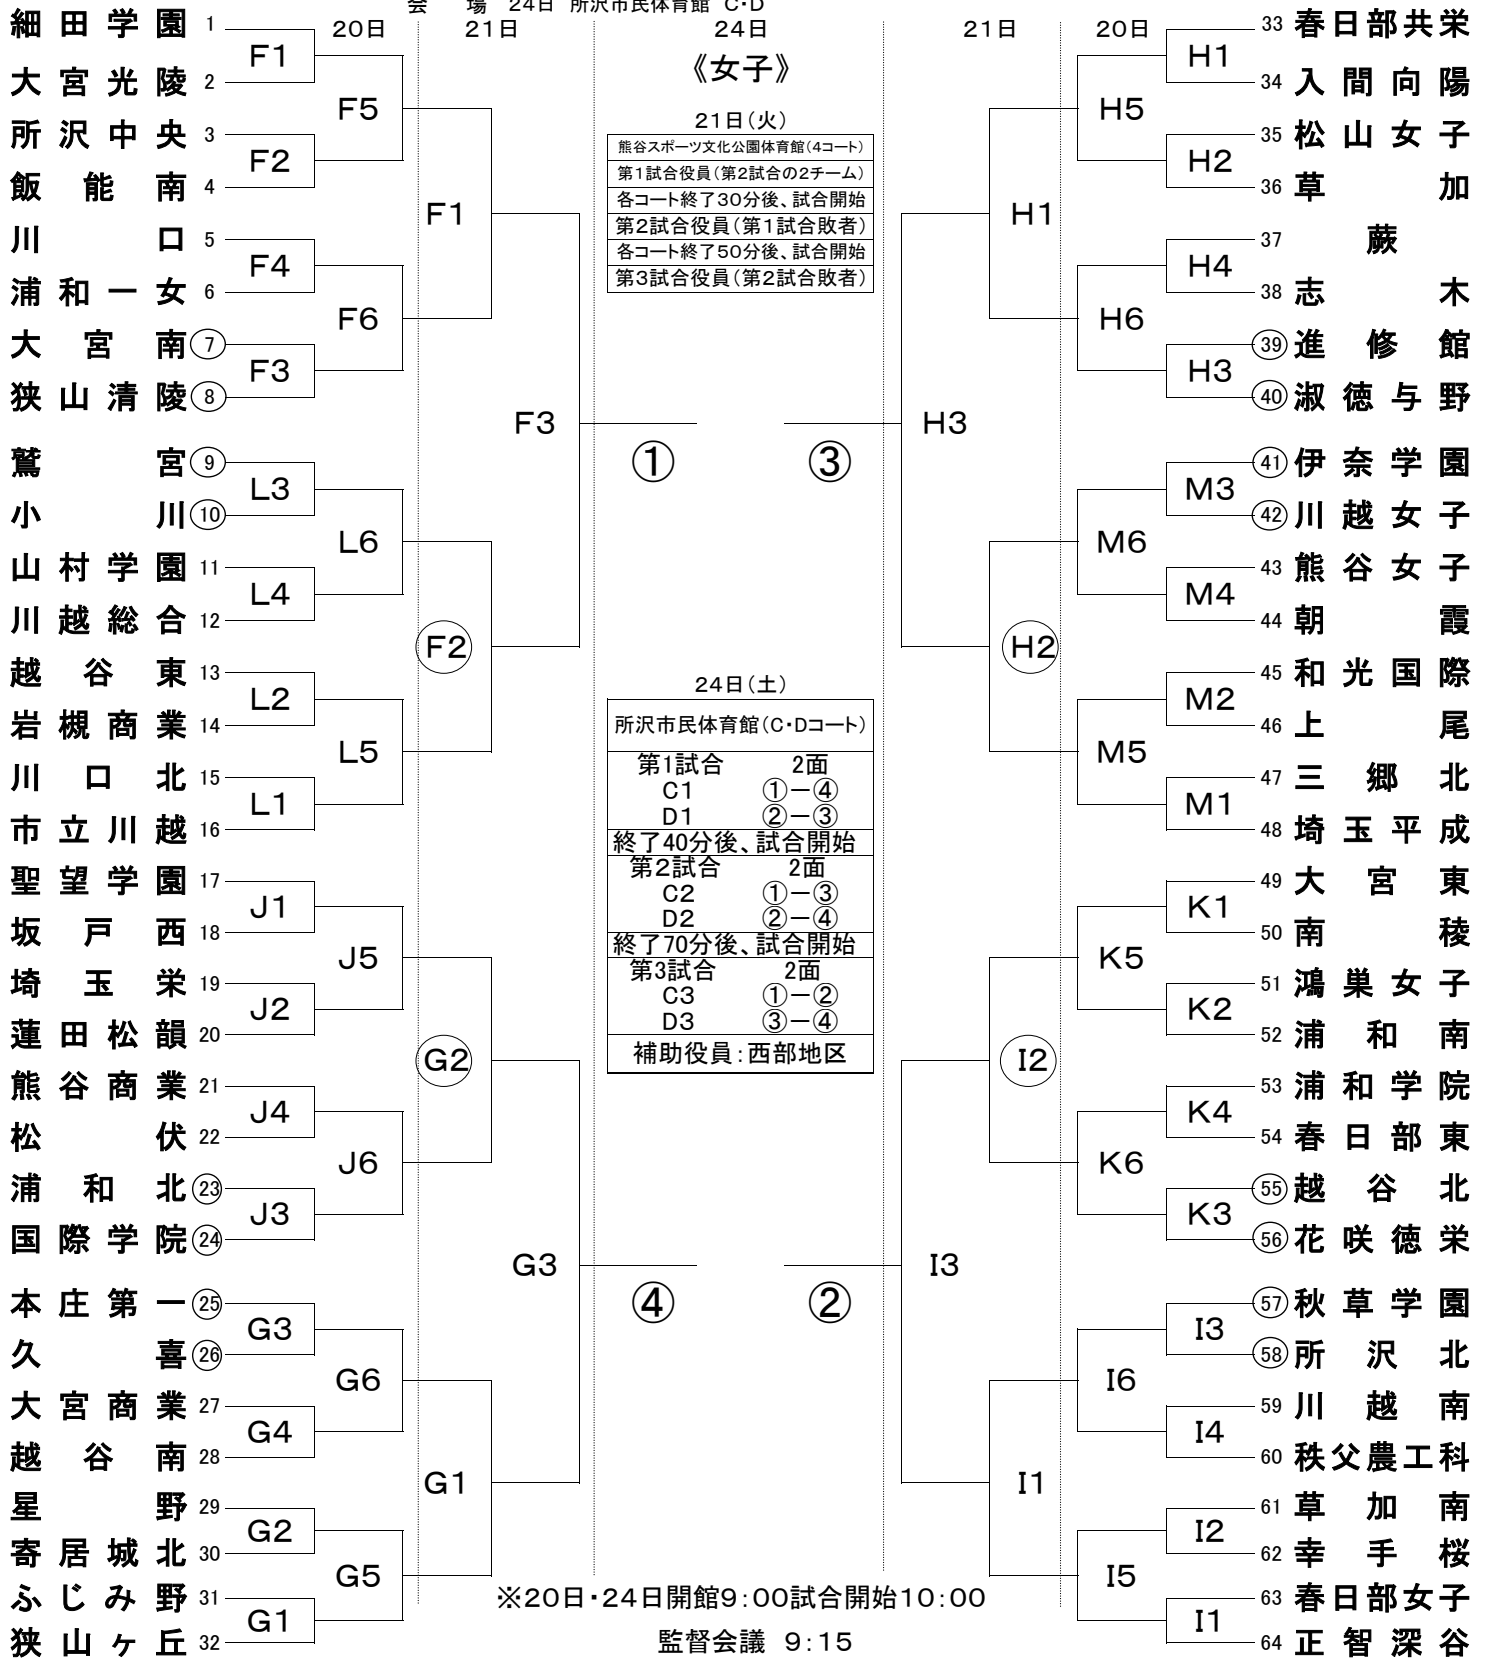 会　場　24日　所沢市民体育館　C・D
20日　21日　24日　21日　20日
《女子》
細田学園 1
F1
大宮光陵 2
F5
所沢中央 3
F2
飯能南 4
F1
川口 5
F4
浦和一女 6
F6
大宮南 ⑦
F3
狭山清陵 ⑧
F3
①
鷲宮 ⑨
L3
小川 ⑩
L6
山村学園 11
L4
川越総合 12
F2
越谷東 13
L2
岩槻商業 14
L5
川口北 15
L1
市立川越 16
聖望学園 17
J1
坂戸西 18
J5
埼玉栄 19
J2
蓮田松韻 20
G2
熊谷商業 21
J4
松伏 22
J6
浦和北 ㉓
J3
国際学院 ㉔
G3
④
本庄第一 ㉕
G3
久喜 ㉖
G6
大宮商業 27
G4
越谷南 28
G1
星野 29
G2
寄居城北 30
G5
ふじみ野 31
G1
狭山ヶ丘 32
21日(火)
熊谷スポーツ文化公園体育館(4コート)
第1試合役員(第2試合の2チーム)
各コート終了30分後、試合開始
第2試合役員(第1試合敗者)
各コート終了50分後、試合開始
第3試合役員(第2試合敗者)
24日(土)
所沢市民体育館(C・Dコート)
第1試合　2面
C1　①－④
D1　②－③
終了40分後、試合開始
第2試合　2面
C2　①－③
D2　②－④
終了70分後、試合開始
第3試合　2面
C3　①－②
D3　③－④
補助役員:西部地区
33 春日部共栄
H1
34 入間向陽
H5
35 松山女子
H2
36 草加
H1
37 蕨
H4
38 志木
H6
㊴ 進修館
H3
㊵ 淑徳与野
H3
③
㊶ 伊奈学園
M3
㊷ 川越女子
M6
43 熊谷女子
M4
44 朝霞
H2
45 和光国際
M2
46 上尾
M5
47 三郷北
M1
48 埼玉平成
49 大宮東
K1
50 南稜
K5
51 鴻巣女子
K2
52 浦和南
I2
53 浦和学院
K4
54 春日部東
K6
55 越谷北
K3
56 花咲徳栄
I3
②
57 秋草学園
I3
58 所沢北
I6
59 川越南
I4
60 秩父農工科
I1
61 草加南
I2
62 幸手桜
I5
63 春日部女子
I1
64 正智深谷
※20日・24日開館9:00試合開始10:00
監督会議　9:15